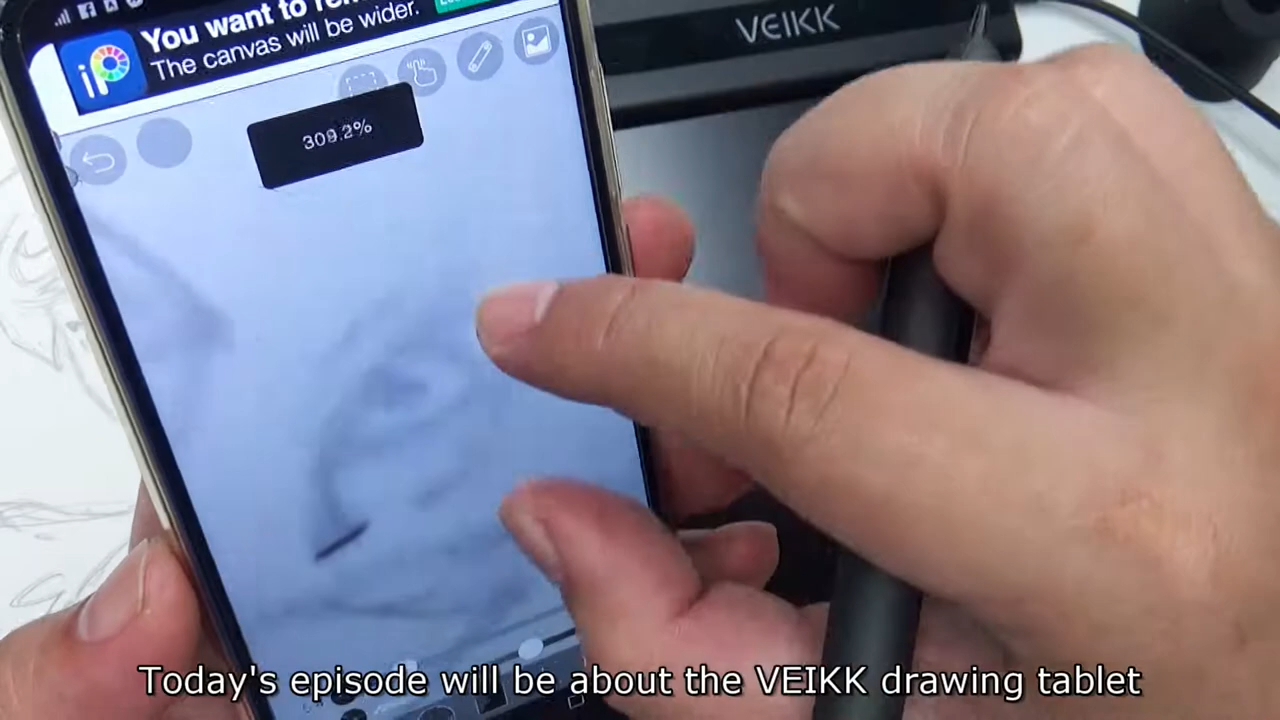 You want to
The canvas will be wider.
iP
VEIKK
309.2%
Today's episode will be about the VEIKK drawing tablet